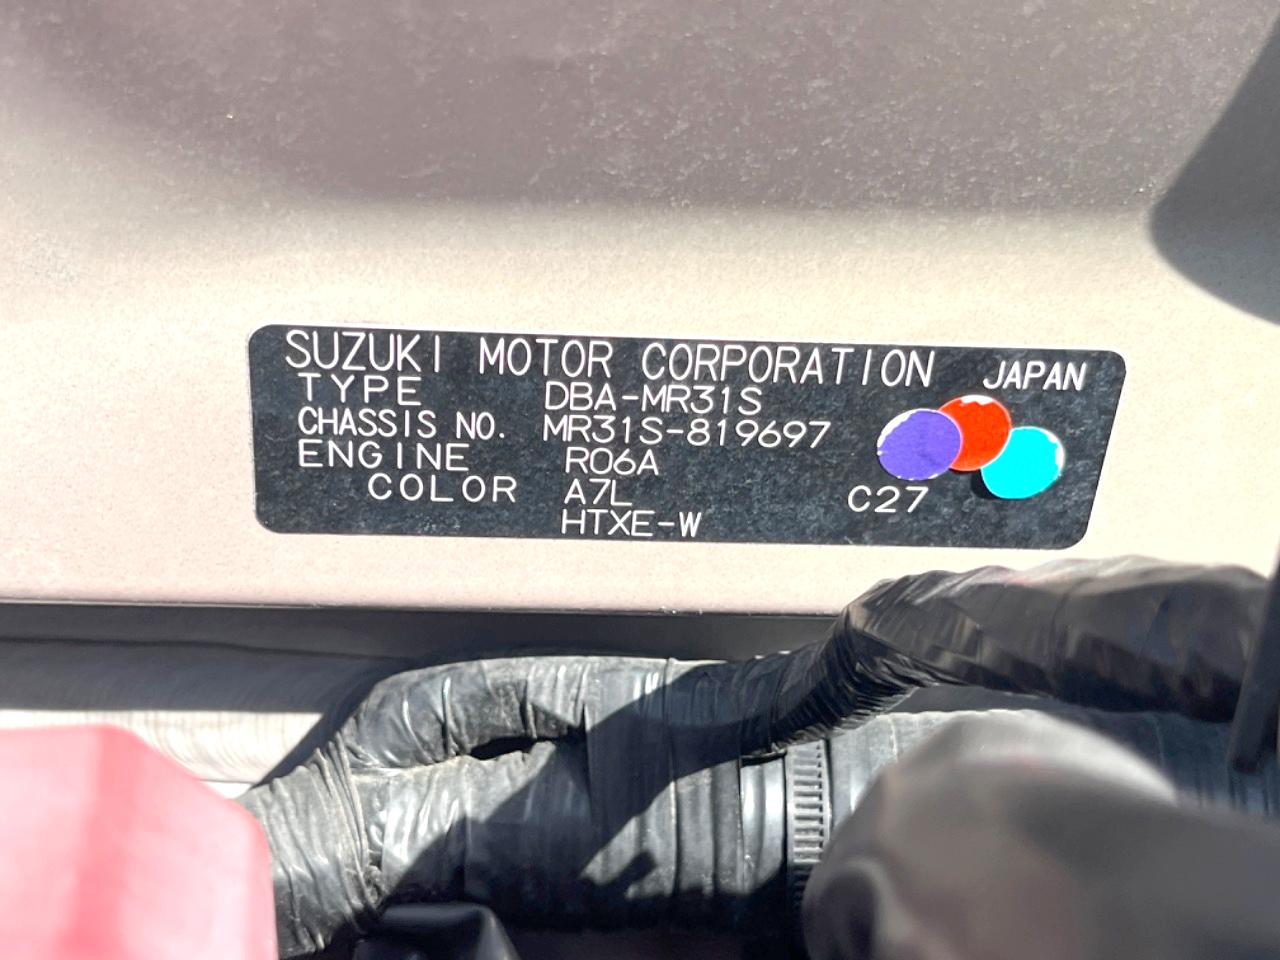 SUZUKI MOTOR CORPORATION JAPAN
TYPE DBA-MR31S
CHASSIS NO. MR31S-819697
ENGINE R06A
COLOR A7L C27
HTXE-W